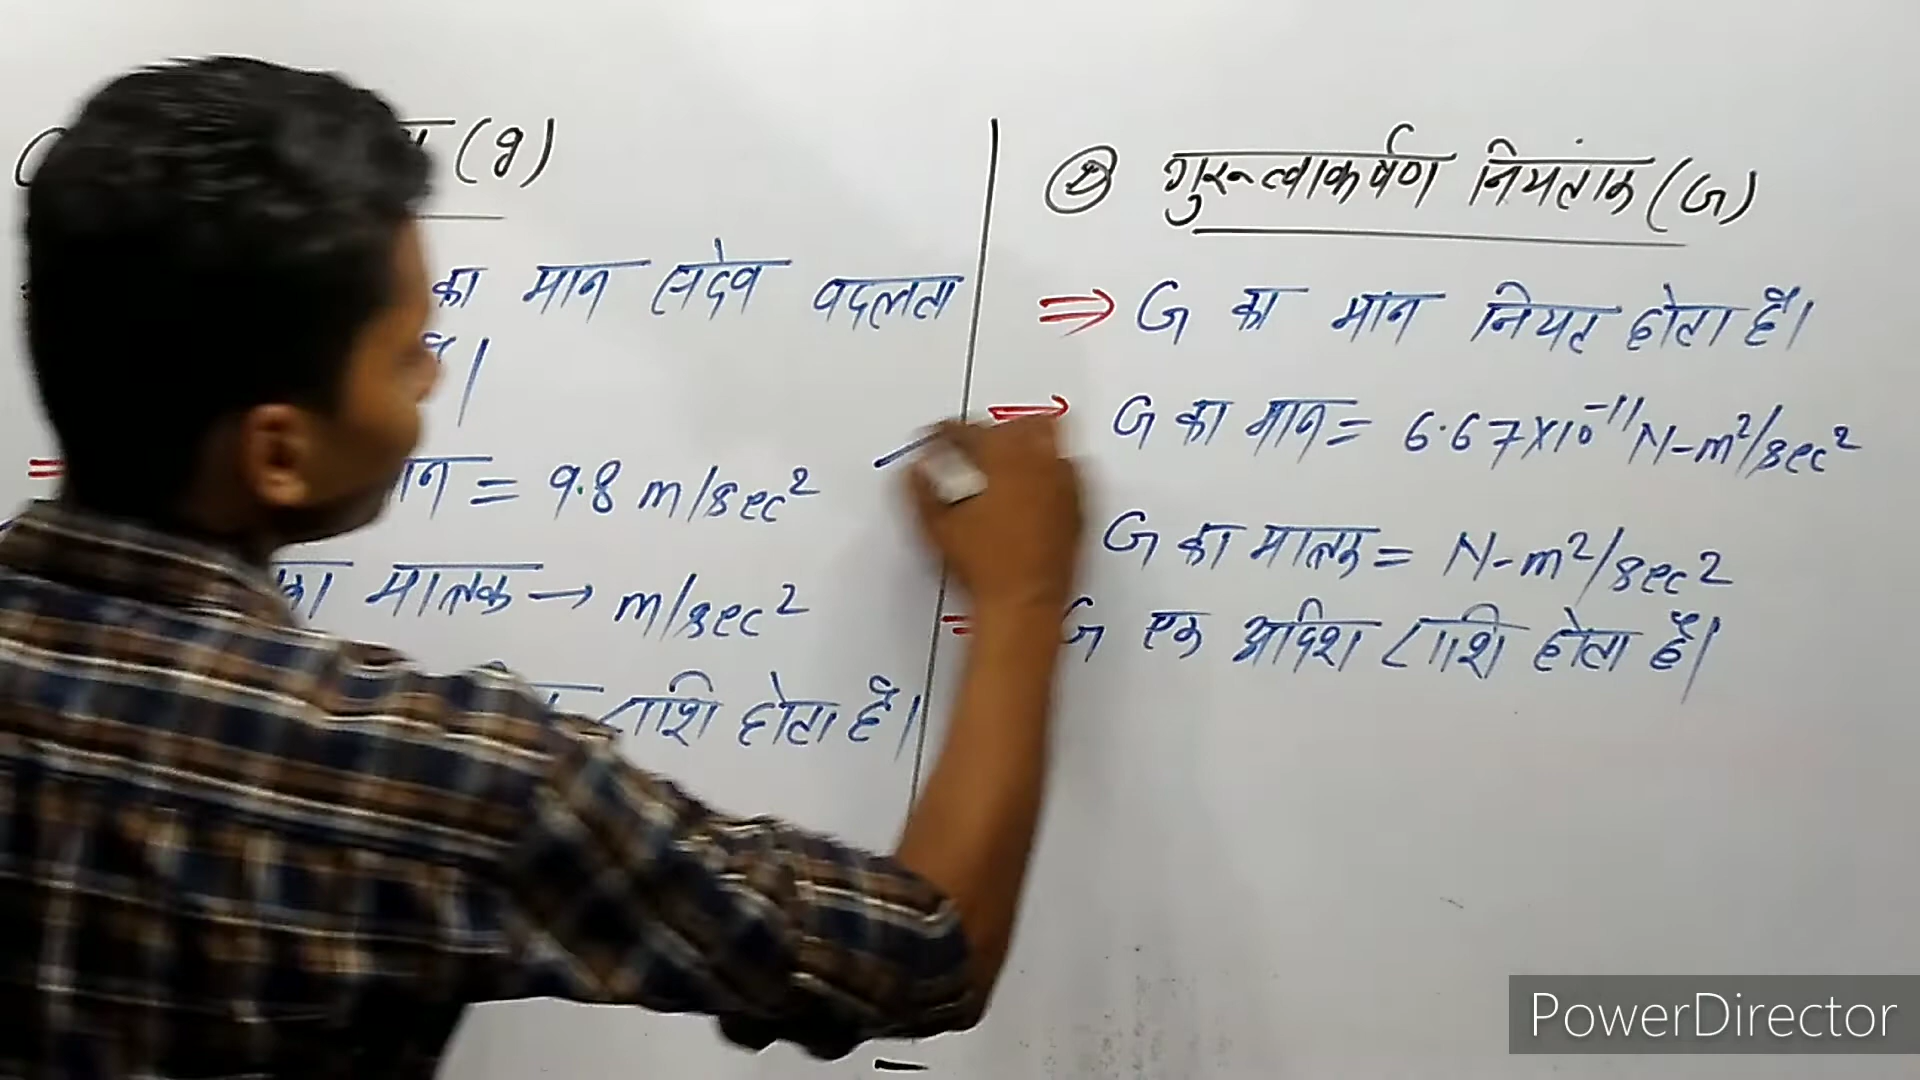 (g)
का मान सदैव बदलता
है।
मान = 9.8 m/sec²
का मात्रक → m/sec²
राशि होता है।
② गुरूत्वाकर्षण नियतांक (G)
⇒ G का मान नियत होता है।
⇒ G का मान = 6.67×10⁻¹¹ N-m²/sec²
G का मात्रक = N-m²/sec²
G एक अदिश राशि होता है।
PowerDirector